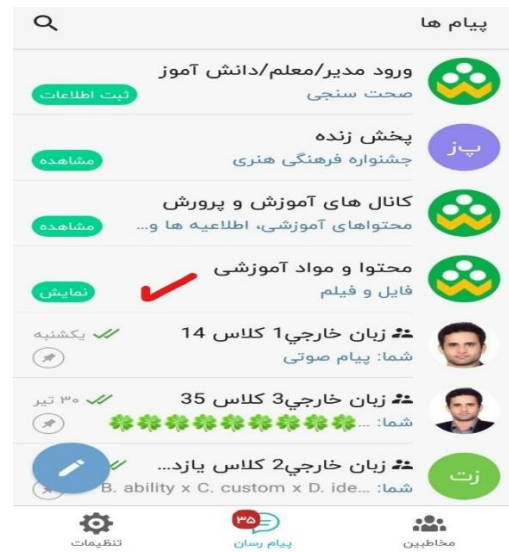 پیام ها
ورود مدیر/معلم/دانش آموز
صحت سنجی
ثبت اطلاعات
پ‌ز
پخش زنده
جشنواره فرهنگی هنری
مشاهده
کانال های آموزش و پرورش
محتواهای آموزشی، اطلاعیه ها و...
مشاهده
محتوا و مواد آموزشی
فایل و فیلم
نمایش
زبان خارجي1 کلاس 14
یکشنبه
شما: پیام صوتی
زبان خارجي3 کلاس 35
۳۰ تیر
شما: ...🍀🍀🍀🍀🍀🍀🍀🍀🍀🍀
زت
زبان خارجي2 کلاس یازد...
شما: B. ability x C. custom x D. ide...
مخاطبین
۳۵
پیام رسان
تنظیمات